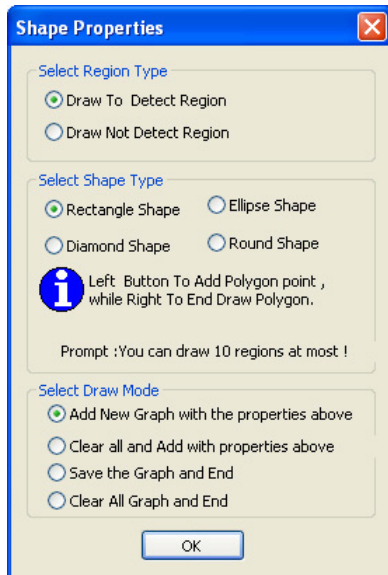 Shape Properties
Select Region Type
Draw To Detect Region
Draw Not Detect Region
Select Shape Type
Rectangle Shape
Ellipse Shape
Diamond Shape
Round Shape
Left Button To Add Polygon point ,
while Right To End Draw Polygon.
Prompt :You can draw 10 regions at most !
Select Draw Mode
Add New Graph with the properties above
Clear all and Add with properties above
Save the Graph and End
Clear All Graph and End
OK